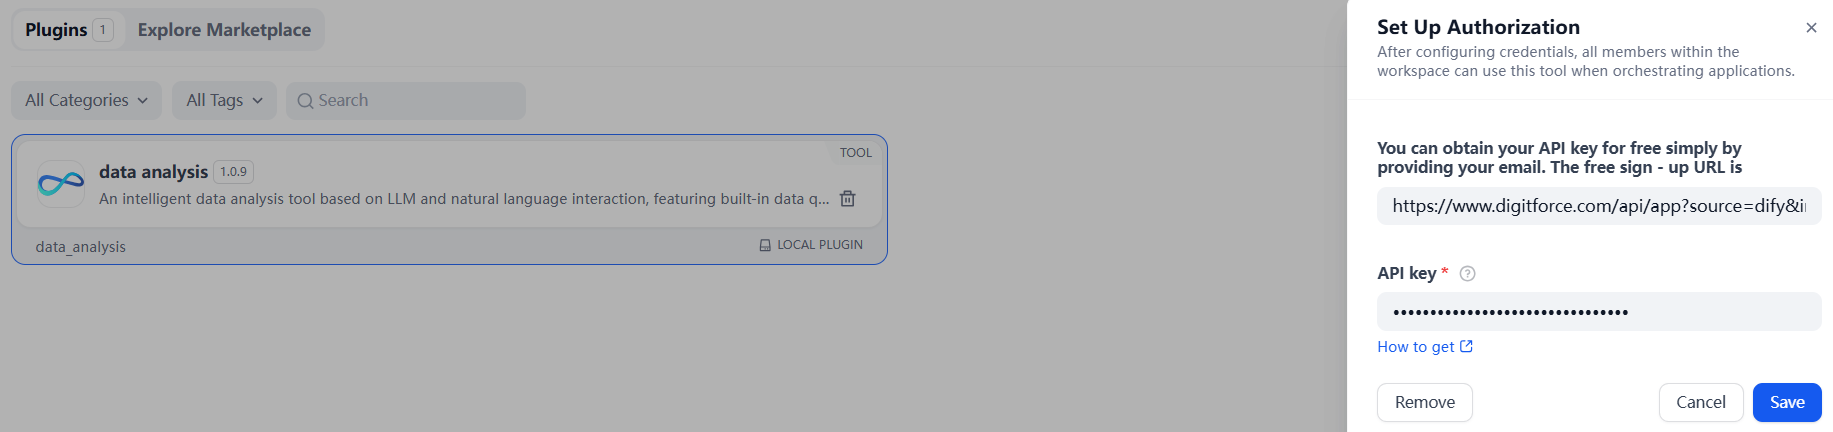 Plugins 1 Explore Marketplace
All Categories All Tags Search
data analysis 1.0.9
TOOL
An intelligent data analysis tool based on LLM and natural language interaction, featuring built-in data q...
data_analysis
LOCAL PLUGIN
Set Up Authorization
After configuring credentials, all members within the
workspace can use this tool when orchestrating applications.
You can obtain your API key for free simply by
providing your email. The free sign - up URL is
https://www.digitforce.com/api/app?source=dify&i
API key *
••••••••••••••••••••••••••••••••
How to get
Remove Cancel Save